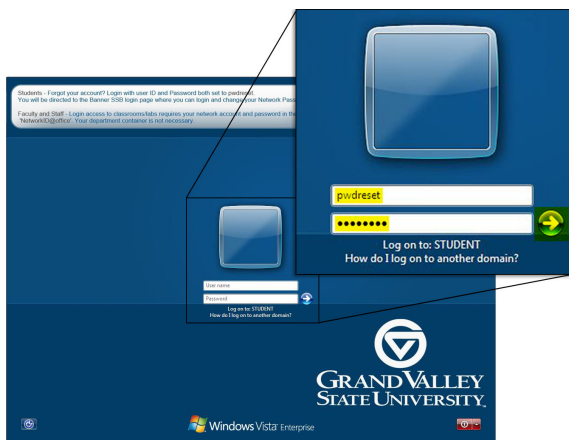 Students - Forgot your account? Login with user ID and Password both set to pwdreset.
You will be directed to the Banner SSB login page where you can login and change your Network Pass
Faculty and Staff - Login access to classrooms/labs requires your network account and password in the
'NetworkID@office'. Your department container is not necessary.
pwdreset
Log on to: STUDENT
How do I log on to another domain?
User name
Password
Log on to: STUDENT
How do I log on to another domain?
GRAND VALLEY
STATE UNIVERSITY
Windows Vista Enterprise